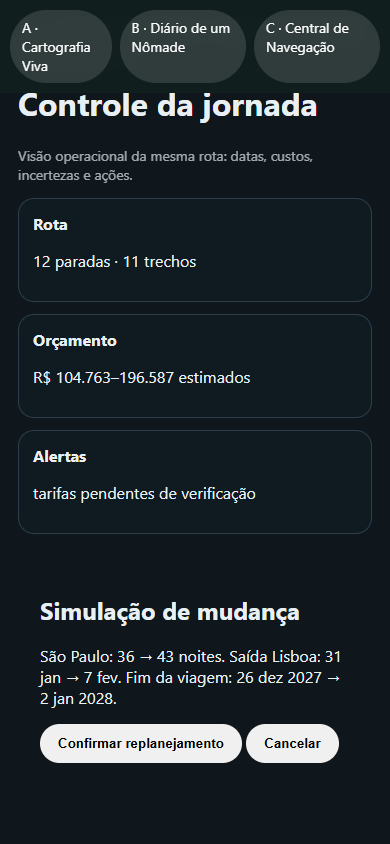 A ·
Cartografia
Viva
B · Diário de um
Nômade
C · Central de
Navegação
Controle da jornada
Visão operacional da mesma rota: datas, custos,
incertezas e ações.
Rota
12 paradas · 11 trechos
Orçamento
R$ 104.763–196.587 estimados
Alertas
tarifas pendentes de verificação
Simulação de mudança
São Paulo: 36 → 43 noites. Saída Lisboa: 31
jan → 7 fev. Fim da viagem: 26 dez 2027 →
2 jan 2028.
Confirmar replanejamento
Cancelar